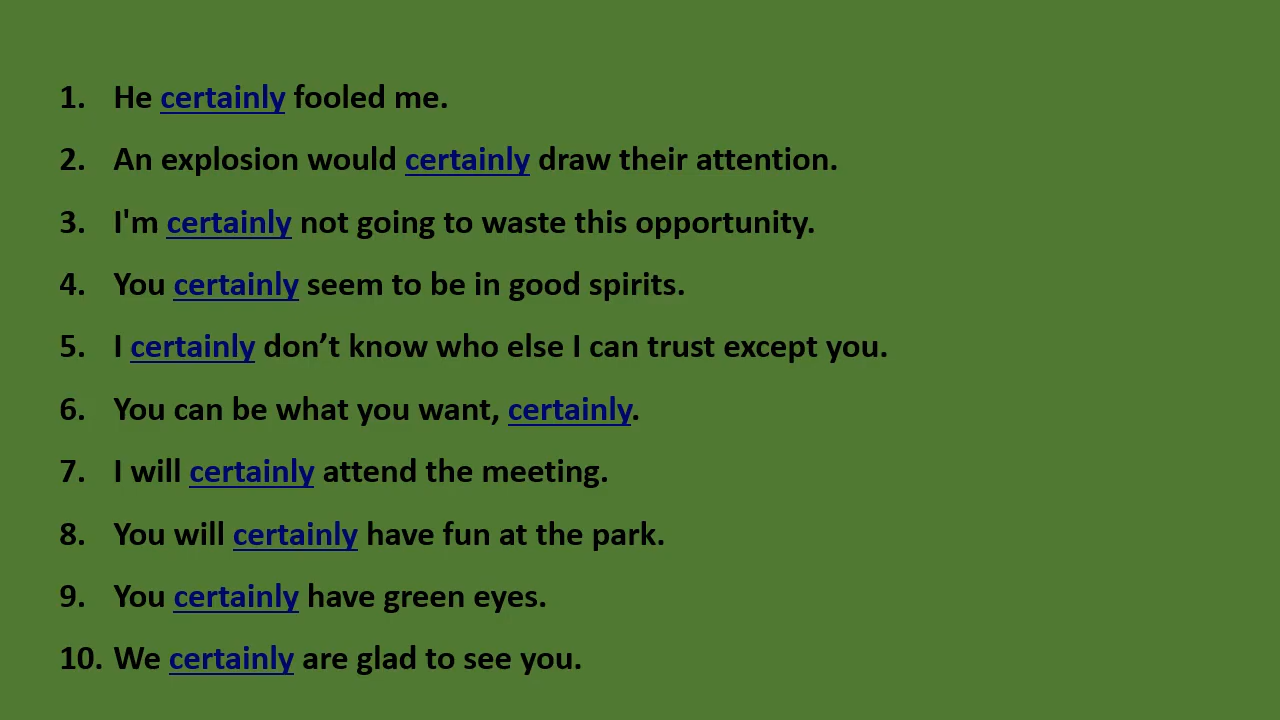 1. He certainly fooled me.
2. An explosion would certainly draw their attention.
3. I'm certainly not going to waste this opportunity.
4. You certainly seem to be in good spirits.
5. I certainly don’t know who else I can trust except you.
6. You can be what you want, certainly.
7. I will certainly attend the meeting.
8. You will certainly have fun at the park.
9. You certainly have green eyes.
10. We certainly are glad to see you.